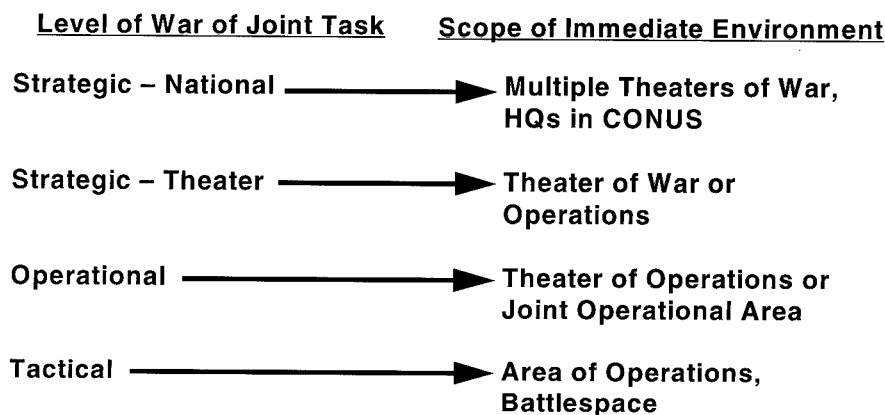 Level of War of Joint Task Scope of Immediate Environment
Strategic – National Multiple Theaters of War,
HQs in CONUS
Strategic – Theater Theater of War or
Operations
Operational Theater of Operations or
Joint Operational Area
Tactical Area of Operations,
Battlespace